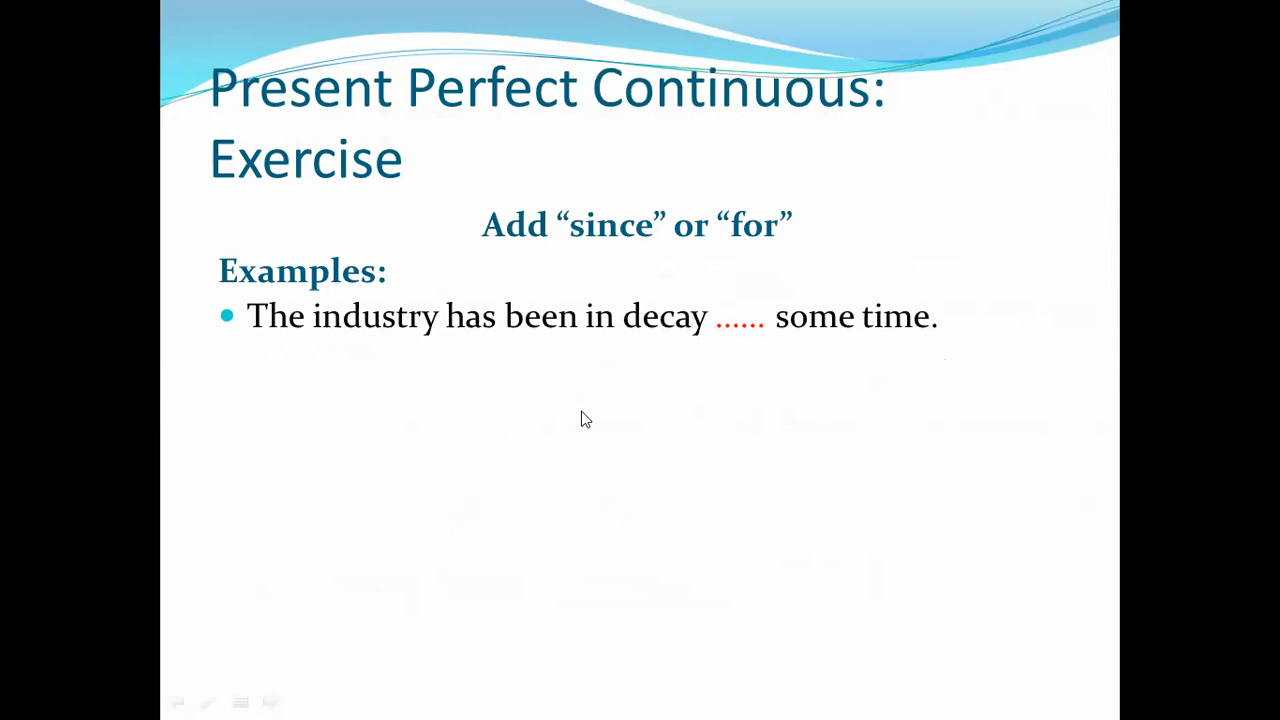 Present Perfect Continuous:
Exercise
Add “since” or “for”
Examples:
• The industry has been in decay ...... some time.